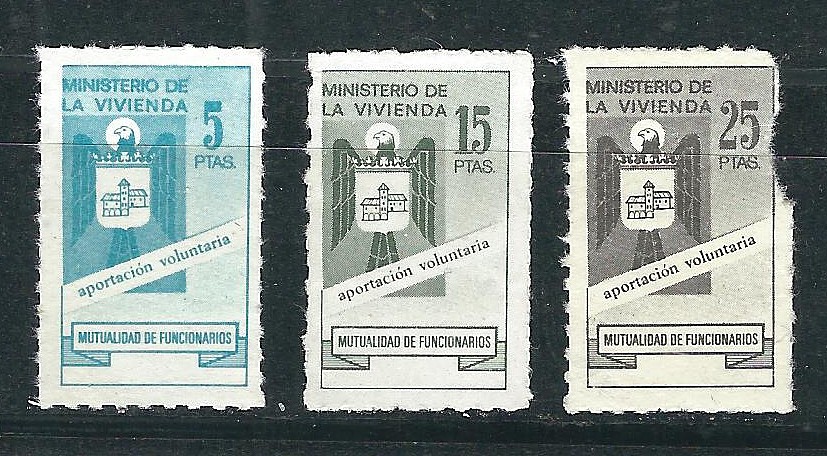 MINISTERIO DE
LA VIVIENDA
5
PTAS.
aportación voluntaria
MUTUALIDAD DE FUNCIONARIOS
MINISTERIO DE
LA VIVIENDA
15
PTAS.
aportación voluntaria
MUTUALIDAD DE FUNCIONARIOS
MINISTERIO DE
LA VIVIENDA
25
PTAS.
aportación voluntaria
MUTUALIDAD DE FUNCIONARIOS